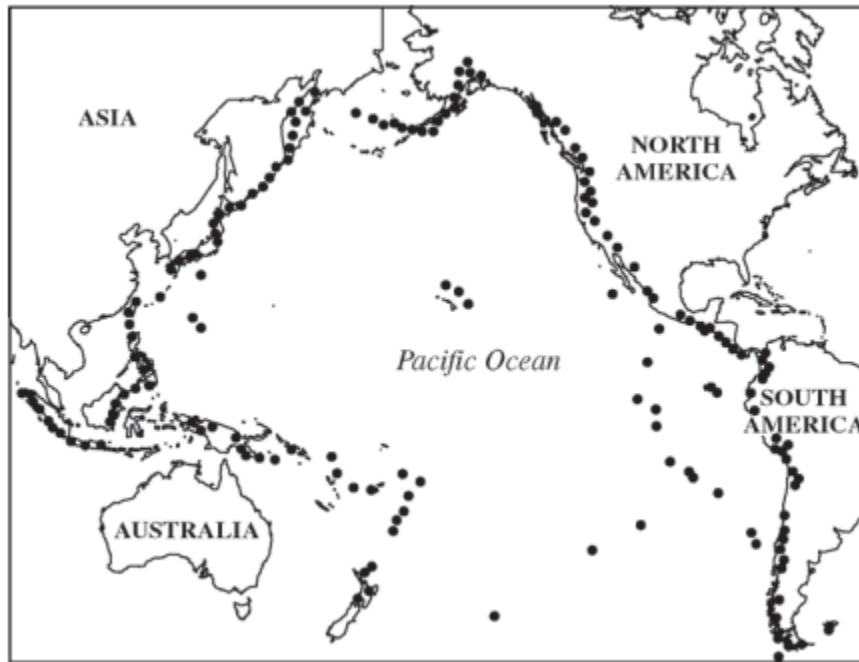 ASIA
NORTH
AMERICA
Pacific Ocean
SOUTH
AMERICA
AUSTRALIA